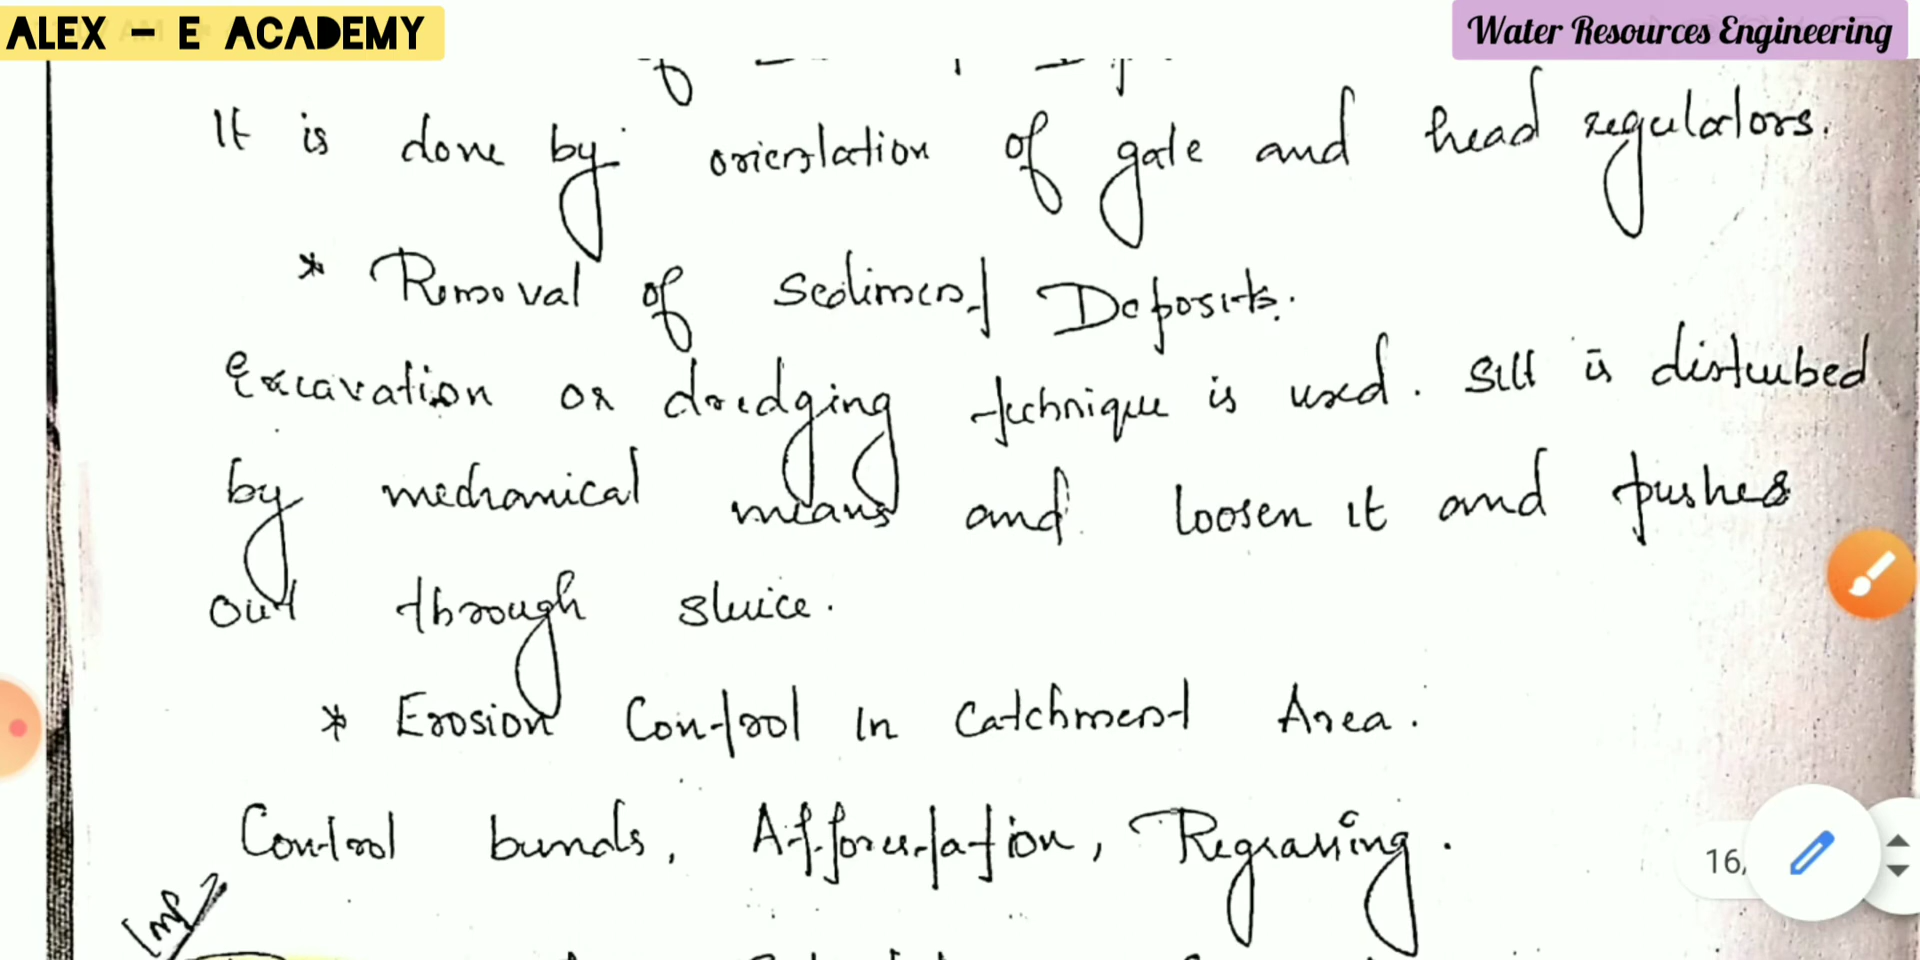 ALEX - E ACADEMY
Water Resources Engineering
It is done by orientation of gate and head regulators.
* Removal of Sediment Deposits.
Excavation or dredging technique is used. Silt is disturbed
by mechanical means and loosen it and pushes
out through sluice.
* Erosion Control in Catchment Area.
Control bunds, Afforestation, Regrassing.
Imp
16,